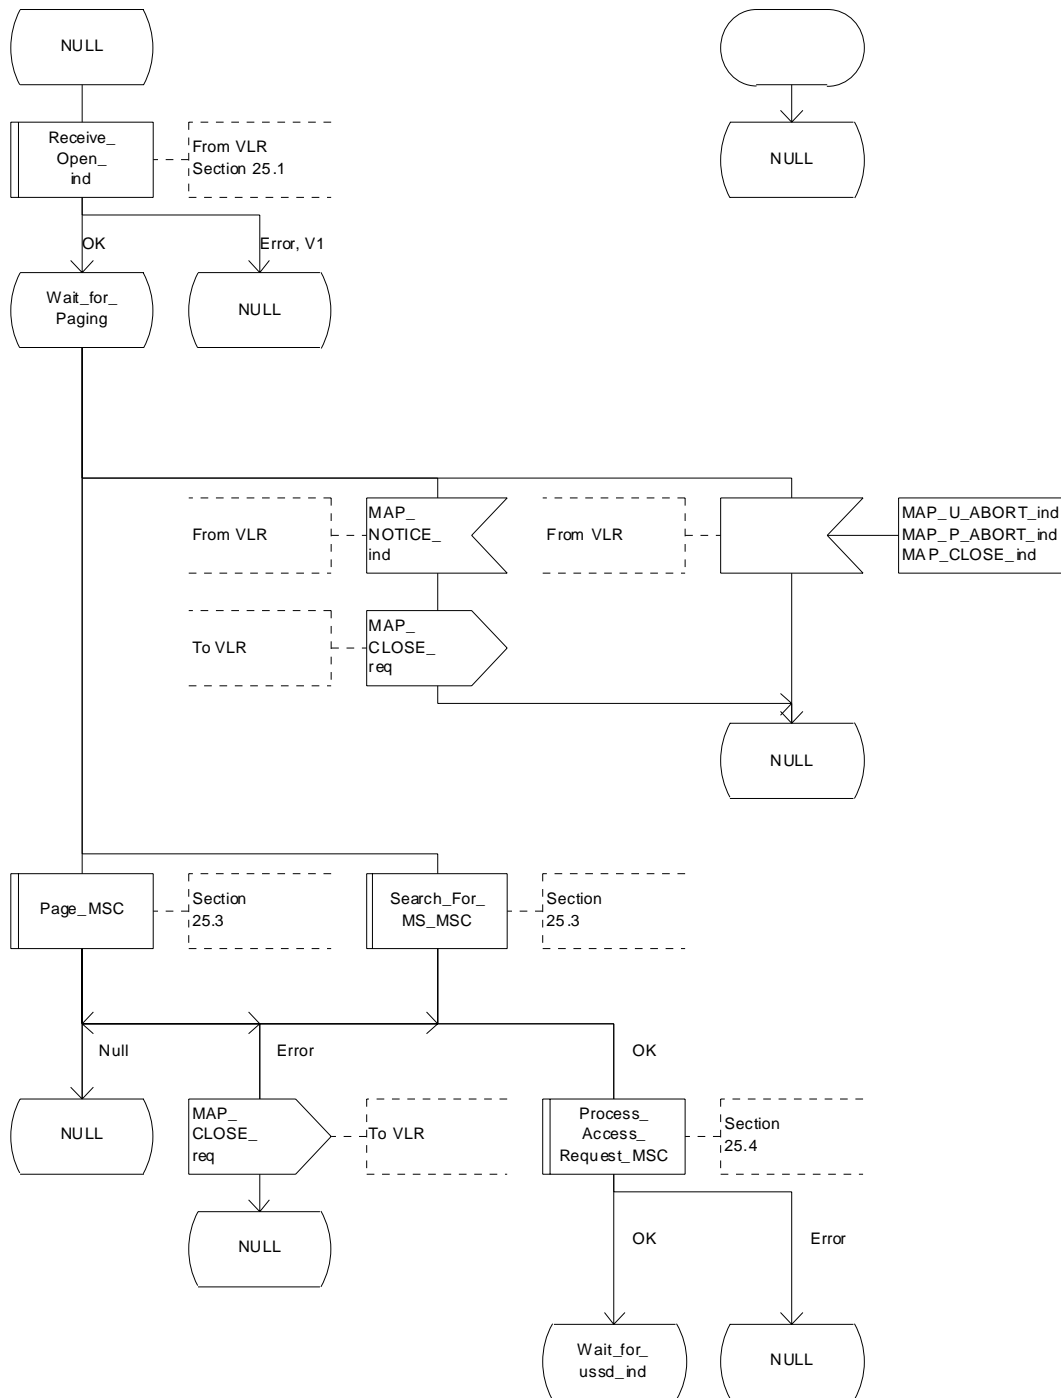 NULL
Receive_
Open_
ind
From VLR
Section 25.1
NULL
OK
Error, V1
Wait_for_
Paging
NULL
From VLR
MAP_
NOTICE_
ind
From VLR
MAP_U_ABORT_ind
MAP_P_ABORT_ind
MAP_CLOSE_ind
To VLR
MAP_
CLOSE_
req
NULL
Page_MSC
Section
25.3
Search_For_
MS_MSC
Section
25.3
Null
Error
OK
NULL
MAP_
CLOSE_
req
To VLR
Process_
Access_
Request_MSC
Section
25.4
NULL
OK
Error
Wait_for_
ussd_ind
NULL